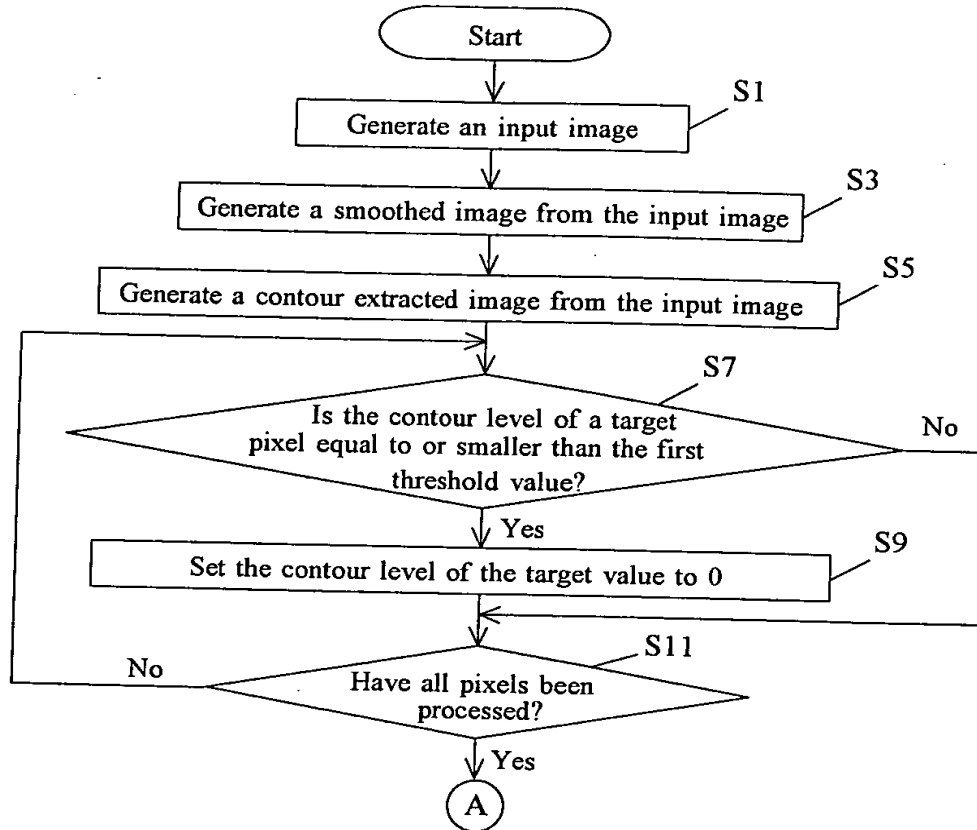 Start
S1
Generate an input image
S3
Generate a smoothed image from the input image
S5
Generate a contour extracted image from the input image
S7
Is the contour level of a target
pixel equal to or smaller than the first
threshold value?
No
Yes
S9
Set the contour level of the target value to 0
S11
No
Have all pixels been
processed?
Yes
A